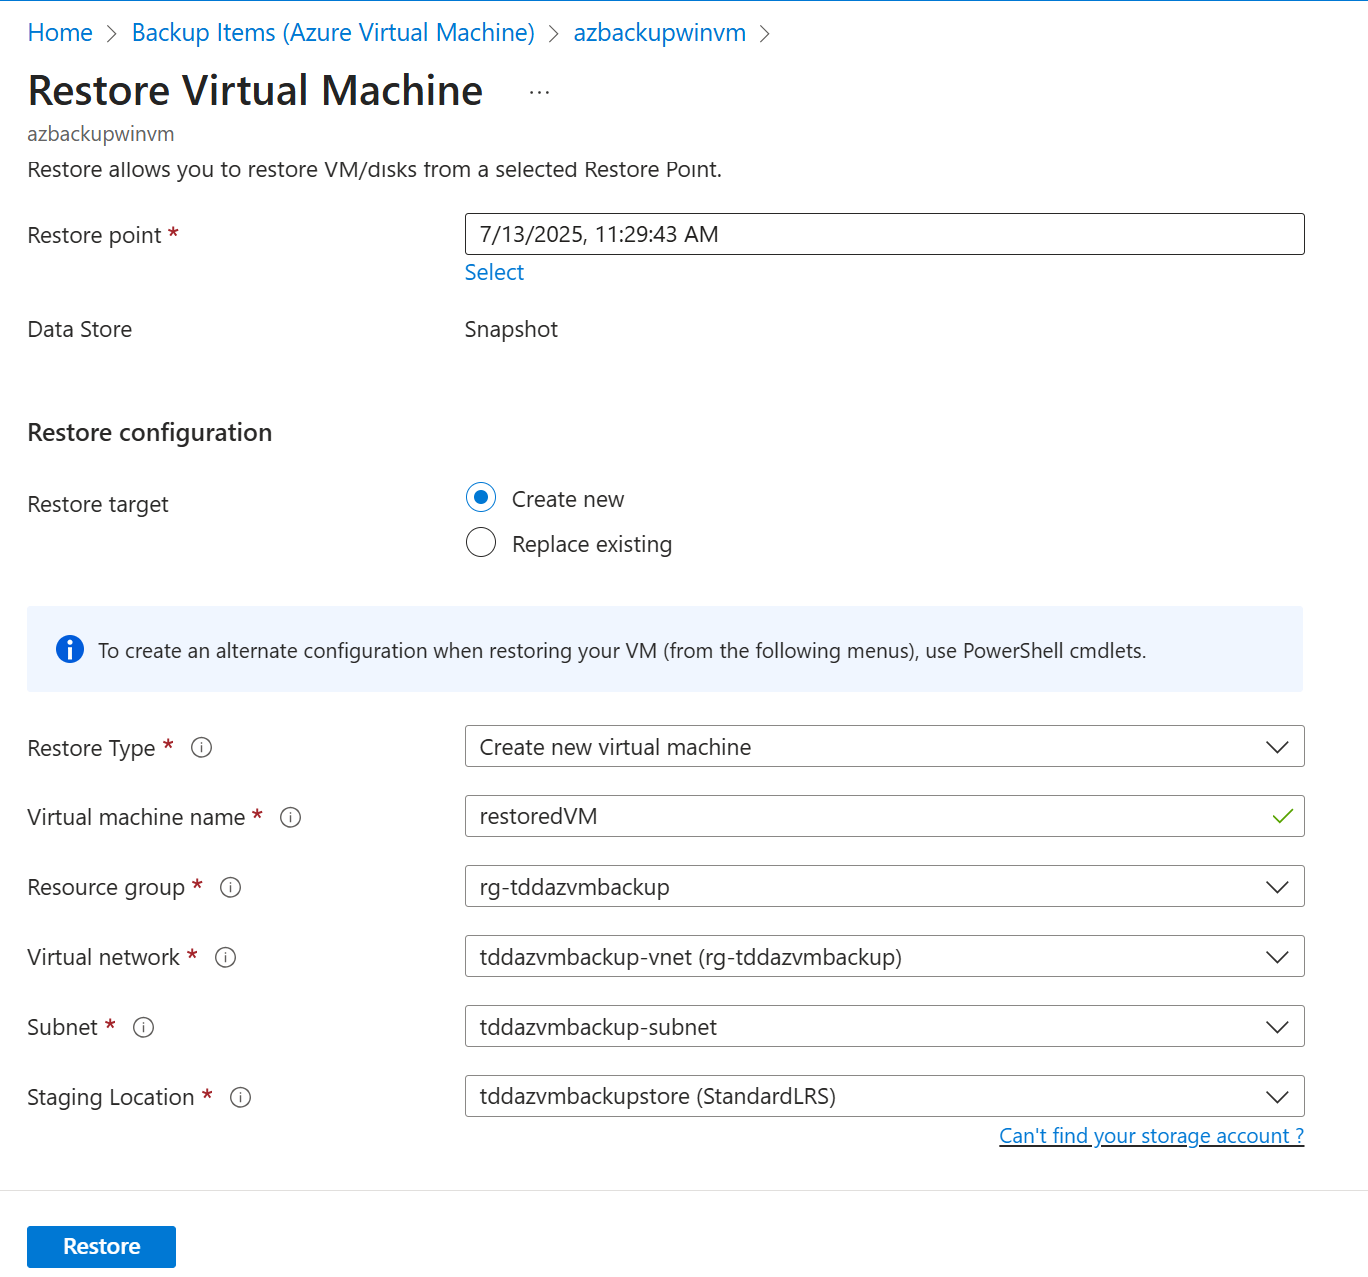 Home > Backup Items (Azure Virtual Machine) > azbackupwinvm >
Restore Virtual Machine ...
azbackupwinvm
Restore allows you to restore VM/disks from a selected Restore Point.
Restore point * 7/13/2025, 11:29:43 AM
Select
Data Store Snapshot
Restore configuration
Restore target Create new
Replace existing
To create an alternate configuration when restoring your VM (from the following menus), use PowerShell cmdlets.
Restore Type * Create new virtual machine
Virtual machine name * restoredVM
Resource group * rg-tddazvmbackup
Virtual network * tddazvmbackup-vnet (rg-tddazvmbackup)
Subnet * tddazvmbackup-subnet
Staging Location * tddazvmbackupstore (StandardLRS)
Can't find your storage account ?
Restore